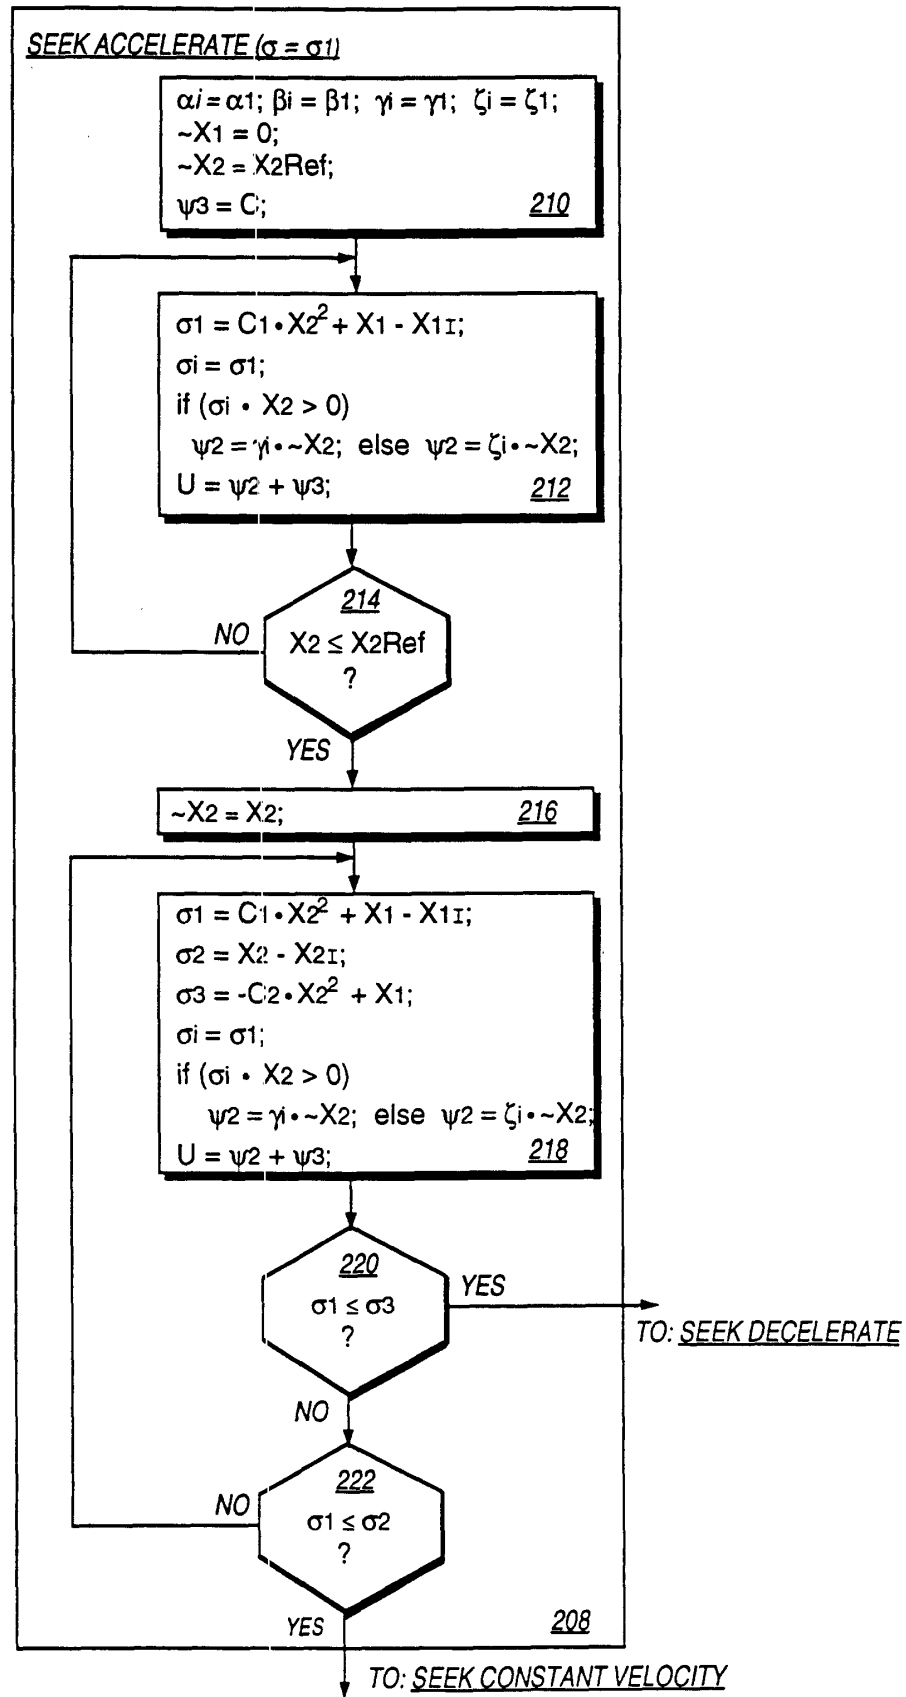 SEEK ACCELERATE (σ = σ1)
αi = α1; βi = β1; γi = γ1; ζi = ζ1;
~X1 = 0;
~X2 = X2Ref;
ψ3 = C;
210
σ1 = C1•X2² + X1 - X1I;
σi = σ1;
if (σi • X2 > 0)
ψ2 = γi•~X2; else ψ2 = ζi•~X2;
U = ψ2 + ψ3;
212
214
X2 ≤ X2Ref
?
NO
YES
~X2 = X2;
216
σ1 = C1•X2² + X1 - X1I;
σ2 = X2 - X2I;
σ3 = -C2•X2² + X1;
σi = σ1;
if (σi • X2 > 0)
ψ2 = γi•~X2; else ψ2 = ζi•~X2;
U = ψ2 + ψ3;
218
220
σ1 ≤ σ3
?
YES
TO: SEEK DECELERATE
NO
222
σ1 ≤ σ2
?
NO
YES
208
TO: SEEK CONSTANT VELOCITY